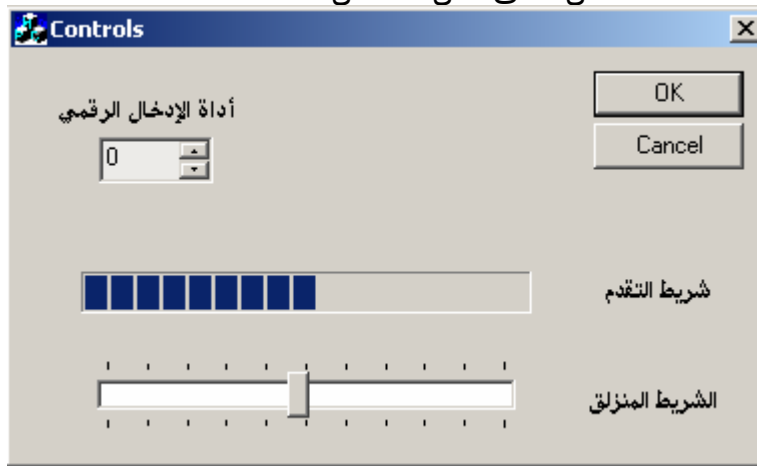 Controls
أداة الإدخال الرقمي
OK
0
Cancel
شريط التقدم
الشريط المنزلق